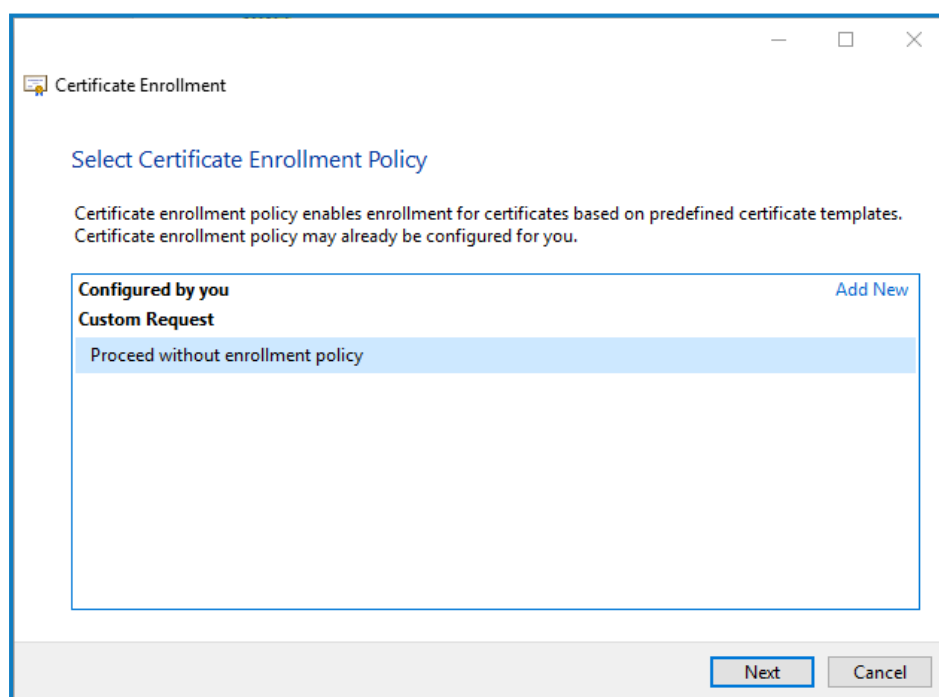 Certificate Enrollment
Select Certificate Enrollment Policy
Certificate enrollment policy enables enrollment for certificates based on predefined certificate templates.
Certificate enrollment policy may already be configured for you.
Configured by you Add New
Custom Request
Proceed without enrollment policy
Next Cancel